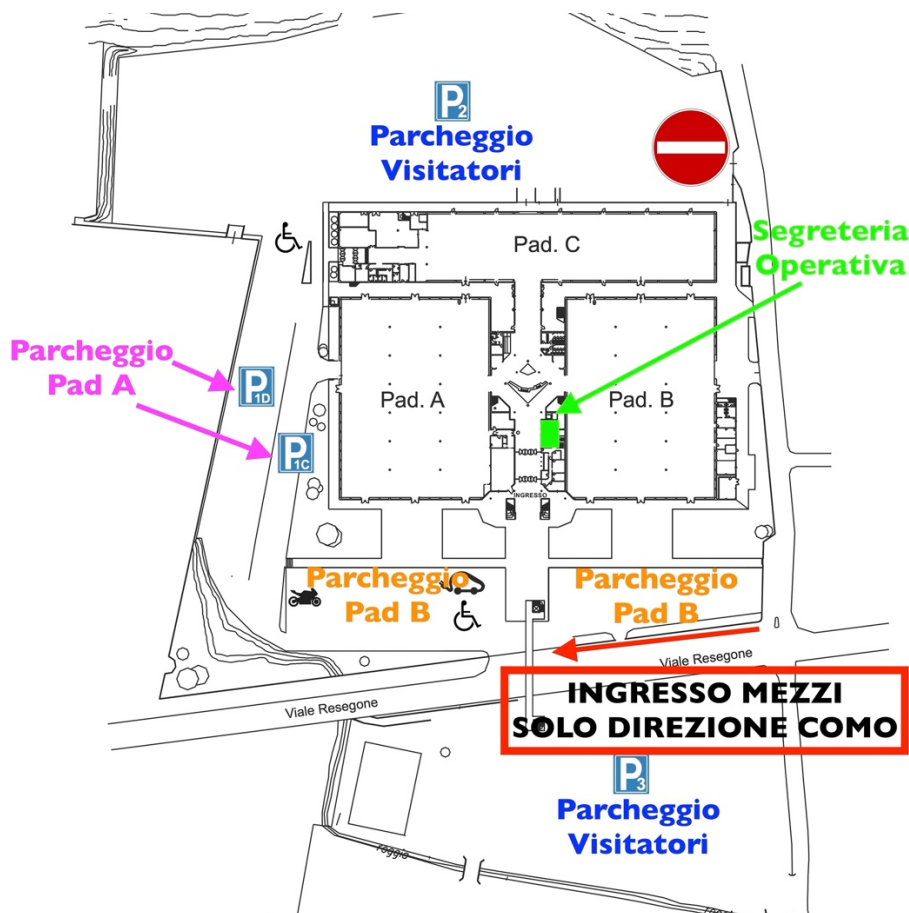 P2
Parcheggio
Visitatori
Pad. C
Segreteria
Operativa
Parcheggio
Pad A
P1D
Pad. A
Pad. B
P1C
INGRESSO
Parcheggio
Pad B
Parcheggio
Pad B
Viale Resegone
Viale Resegone
INGRESSO MEZZI
SOLO DIREZIONE COMO
P3
Parcheggio
Visitatori
roggia